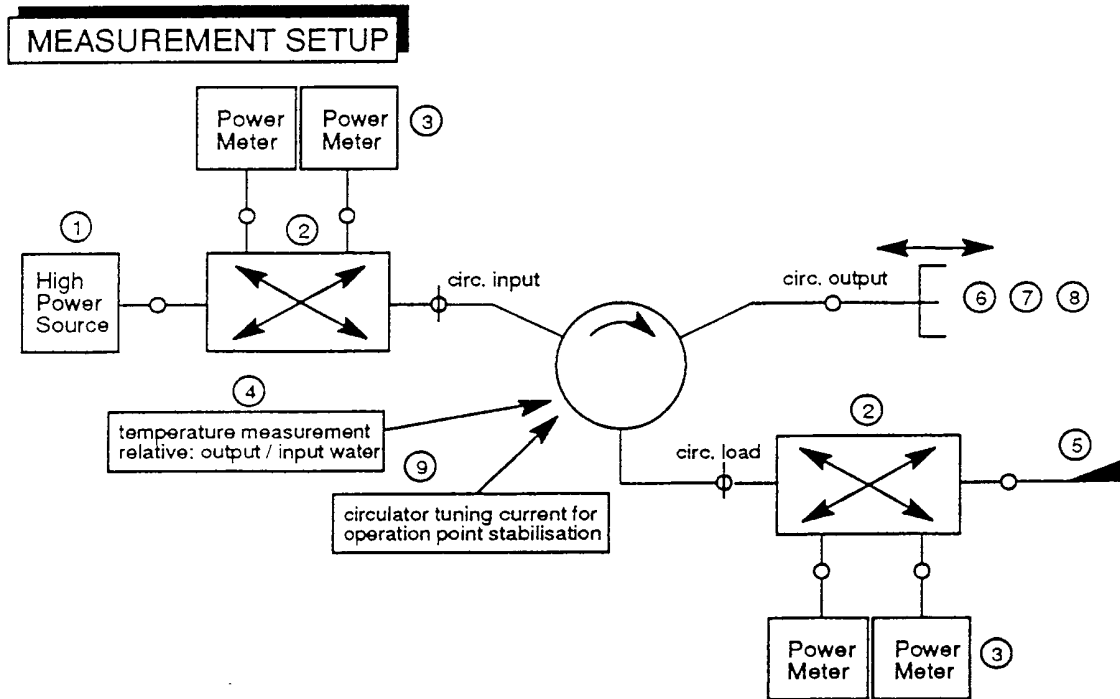 MEASUREMENT SETUP
Power
Meter
Power
Meter
3
1
2
High
Power
Source
circ. input
circ. output
6 7 8
4
temperature measurement
relative: output / input water
9
circulator tuning current for
operation point stabilisation
circ. load
2
5
Power
Meter
Power
Meter
3